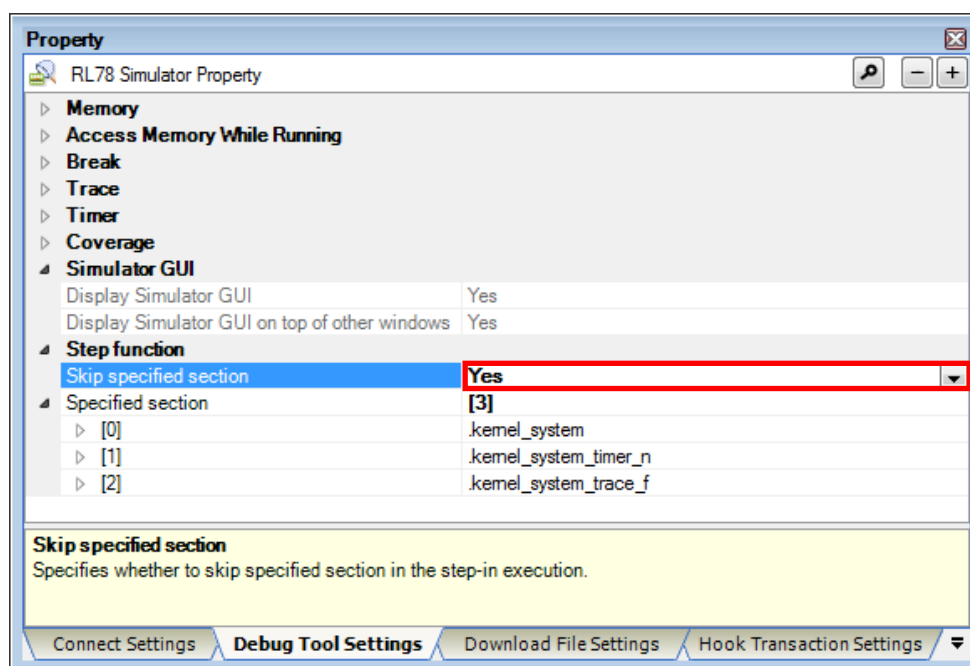 Property
RL78 Simulator Property
Memory
Access Memory While Running
Break
Trace
Timer
Coverage
Simulator GUI
Display Simulator GUI Yes
Display Simulator GUI on top of other windows Yes
Step function
Skip specified section Yes
Specified section [3]
[0] .kernel_system
[1] .kernel_system_timer_n
[2] .kernel_system_trace_f
Skip specified section
Specifies whether to skip specified section in the step-in execution.
Connect Settings Debug Tool Settings Download File Settings Hook Transaction Settings